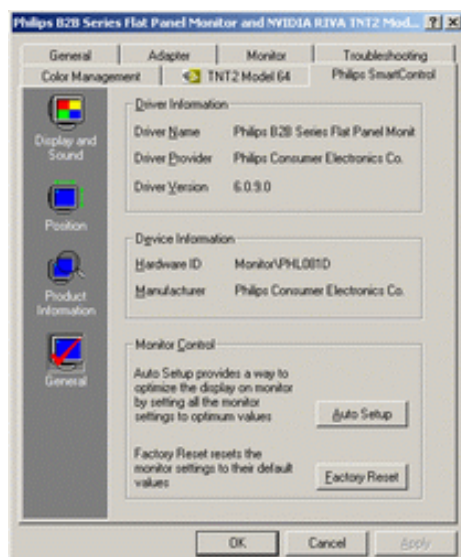 Philips B2B Series Flat Panel Monitor and NVIDIA RIVA TNT2 Mod...
General Adapter Monitor Troubleshooting
Color Management TNT2 Model 64 Philips SmartControl
Display and
Sound
Position
Product
Information
General
Driver Information
Driver Name Philips B2B Series Flat Panel Monit
Driver Provider Philips Consumer Electronics Co.
Driver Version 6.0.9.0
Device Information
Hardware ID Monitor\PHL081D
Manufacturer Philips Consumer Electronics Co.
Monitor Control
Auto Setup provides a way to
optimize the display on monitor
by setting all the monitor
settings to optimum values
Auto Setup
Factory Reset resets the
monitor settings to their default
values
Factory Reset
OK Cancel Apply